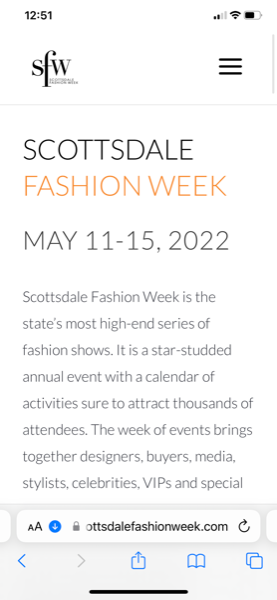 12:51
sfw
SCOTTSDALE
FASHION WEEK
SCOTTSDALE
FASHION WEEK
MAY 11-15, 2022
Scottsdale Fashion Week is the
state's most high-end series of
fashion shows. It is a star-studded
annual event with a calendar of
activities sure to attract thousands of
attendees. The week of events brings
together designers, buyers, media,
stylists, celebrities, VIPs and special
AA ottsdalefashionweek.com